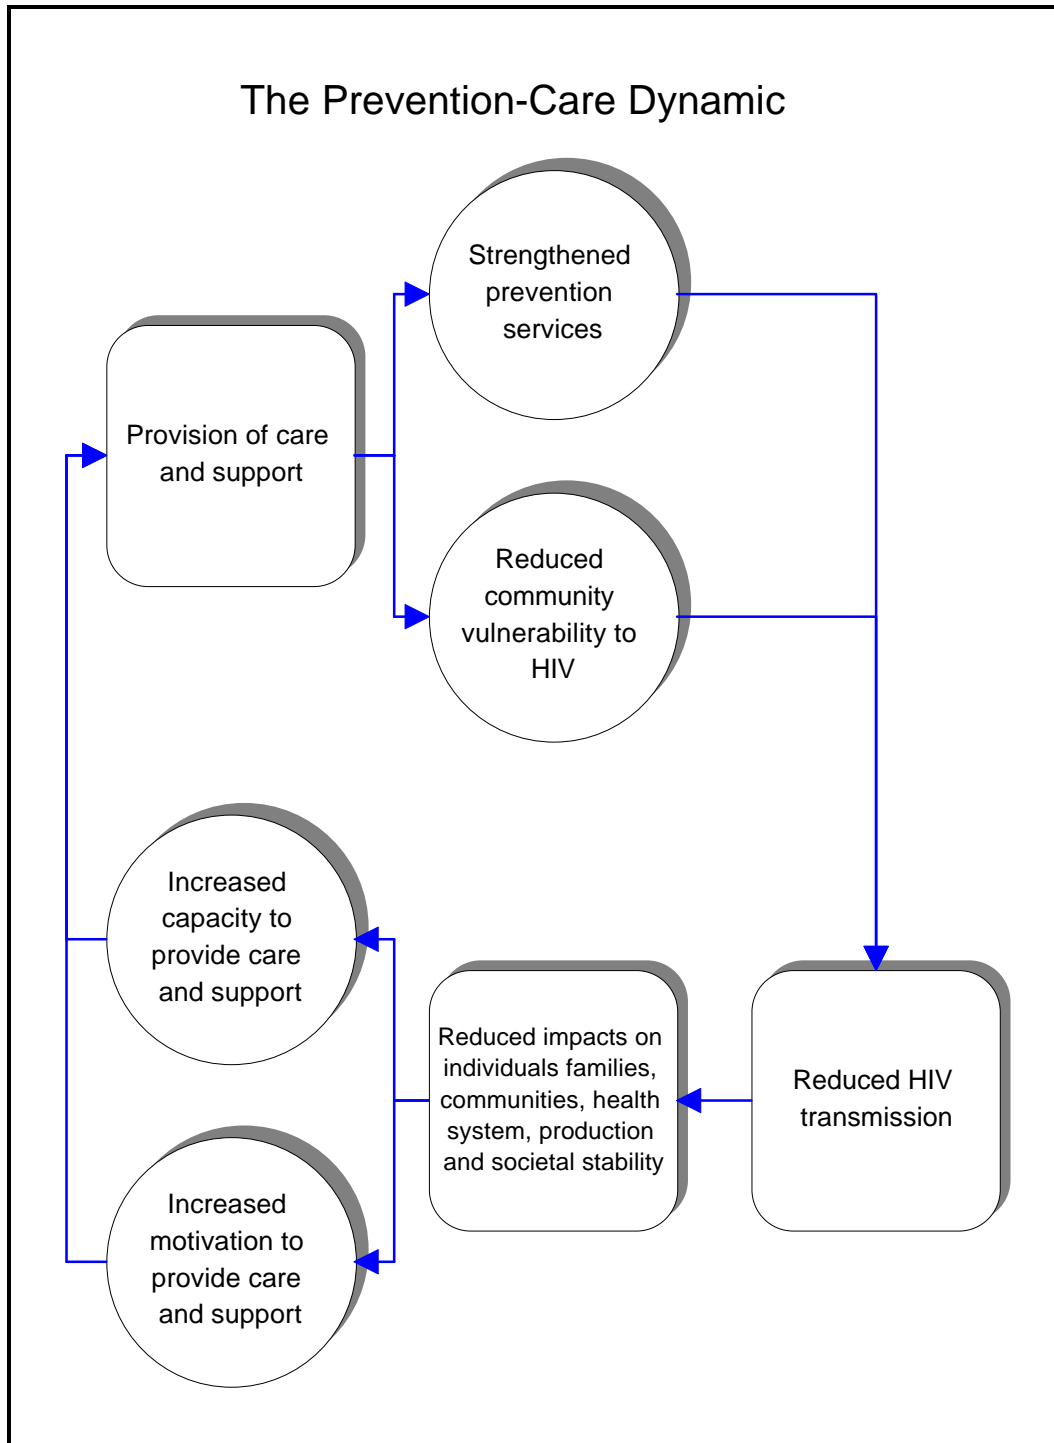 The Prevention-Care Dynamic
Strengthened
prevention
services
Provision of care
and support
Reduced
community
vulnerability to
HIV
Increased
capacity to
provide care
and support
Reduced impacts on
individuals families,
communities, health
system, production
and societal stability
Reduced HIV
transmission
Increased
motivation to
provide care
and support